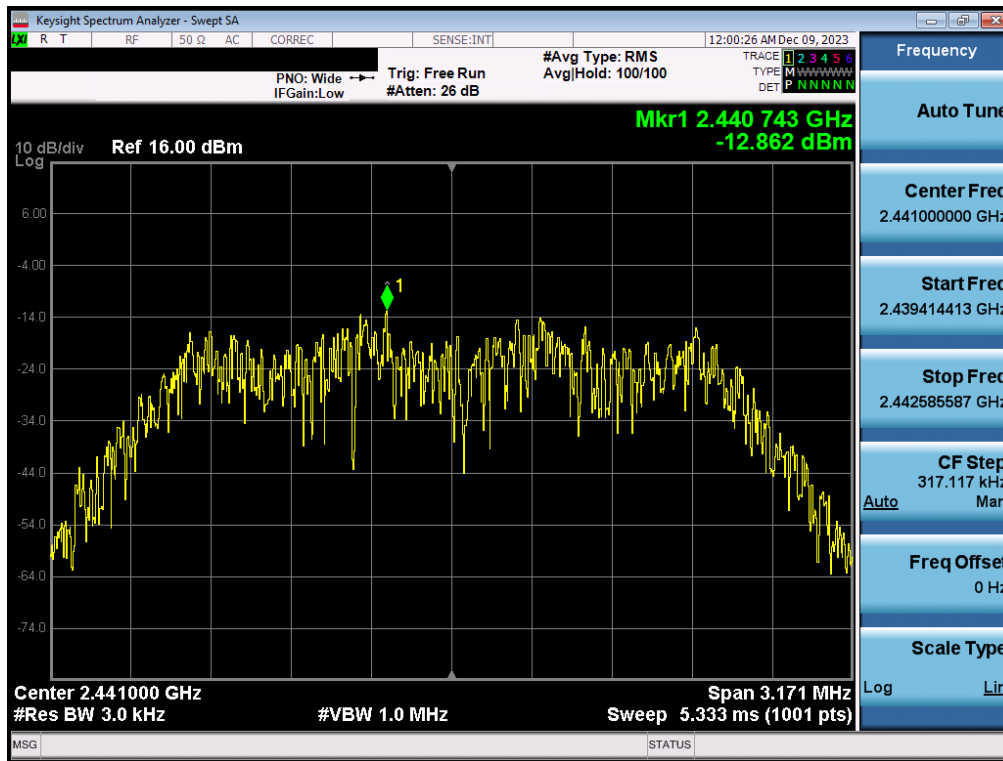 Keysight Spectrum Analyzer - Swept SA
LXI R T RF 50 Ω AC CORREC SENSE:INT 12:00:26 AM Dec 09, 2023
PNO: Wide
IFGain:Low
Trig: Free Run
#Atten: 26 dB
#Avg Type: RMS
Avg|Hold: 100/100
TRACE 1 2 3 4 5 6
TYPE M WWWWW
DET P N N N N N
Mkr1 2.440 743 GHz
-12.862 dBm
10 dB/div Ref 16.00 dBm
Log
6.00
-4.00
1
-14.0
-24.0
-34.0
-44.0
-54.0
-64.0
-74.0
Center 2.441000 GHz Span 3.171 MHz
#Res BW 3.0 kHz #VBW 1.0 MHz Sweep 5.333 ms (1001 pts)
MSG STATUS
Frequency
Auto Tune
Center Freq
2.441000000 GHz
Start Freq
2.439414413 GHz
Stop Freq
2.442585587 GHz
CF Step
317.117 kHz
Auto Man
Freq Offset
0 Hz
Scale Type
Log Lin